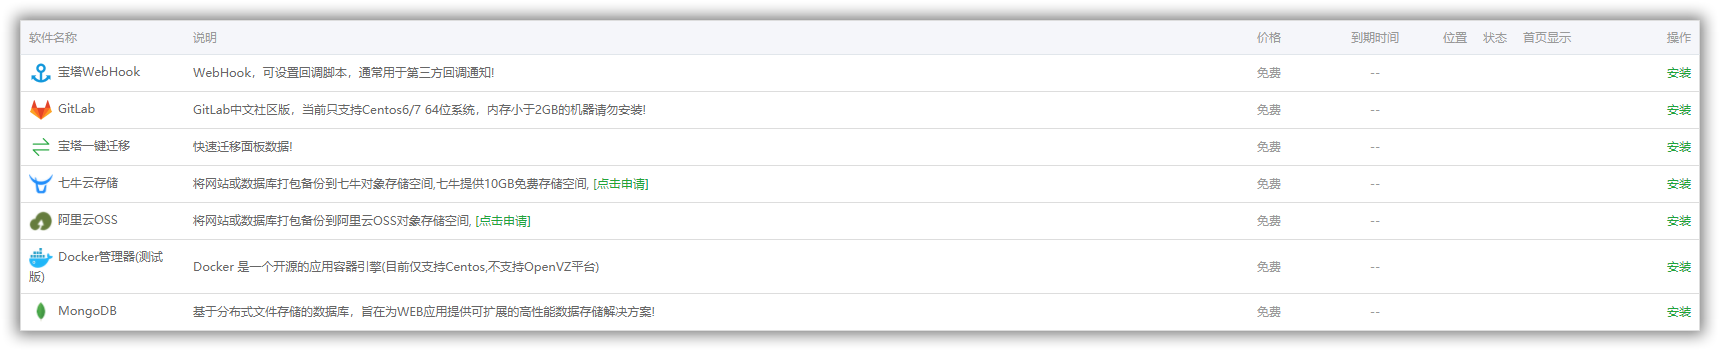 软件名称 说明 价格 到期时间 位置 状态 首页显示 操作
宝塔WebHook WebHook，可设置回调脚本，通常用于第三方回调通知! 免费 -- 安装
GitLab GitLab中文社区版，当前只支持Centos6/7 64位系统，内存小于2GB的机器请勿安装! 免费 -- 安装
宝塔一键迁移 快速迁移面板数据! 免费 -- 安装
七牛云存储 将网站或数据库打包备份到七牛对象存储空间,七牛提供10GB免费存储空间, [点击申请] 免费 -- 安装
阿里云OSS 将网站或数据库打包备份到阿里云OSS对象存储空间, [点击申请] 免费 -- 安装
Docker管理器(测试
版) Docker 是一个开源的应用容器引擎(目前仅支持Centos,不支持OpenVZ平台) 免费 -- 安装
MongoDB 基于分布式文件存储的数据库，旨在为WEB应用提供可扩展的高性能数据存储解决方案! 免费 -- 安装